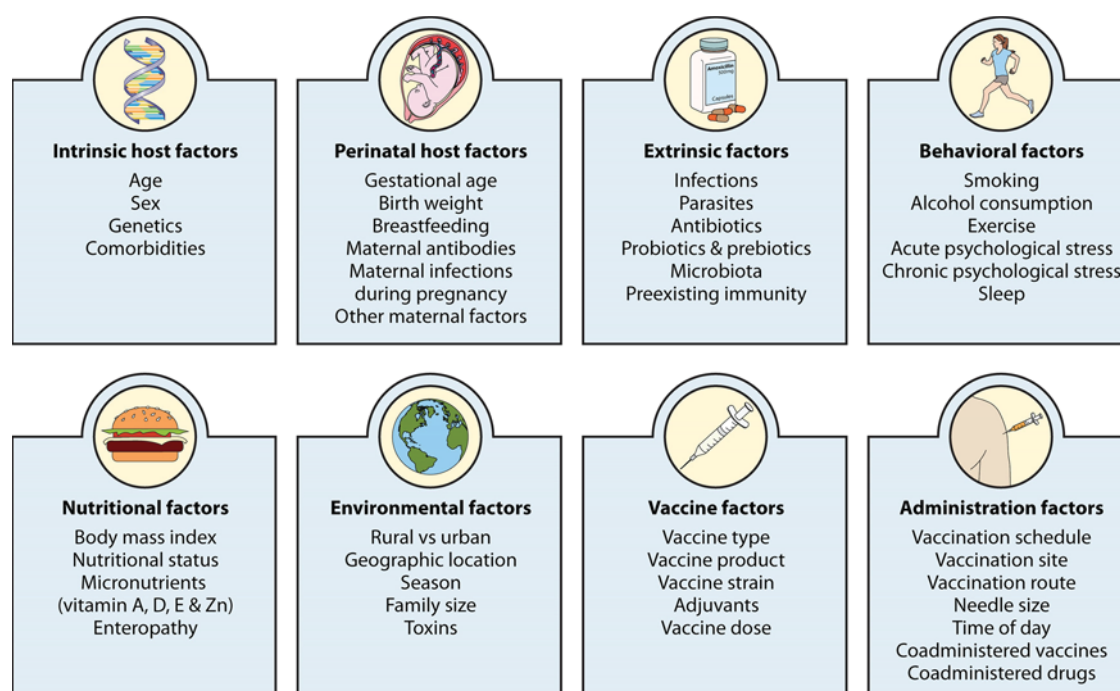 Amoxicillin
500mg
Capsules
Intrinsic host factors
Age
Sex
Genetics
Comorbidities
Perinatal host factors
Gestational age
Birth weight
Breastfeeding
Maternal antibodies
Maternal infections
during pregnancy
Other maternal factors
Extrinsic factors
Infections
Parasites
Antibiotics
Probiotics & prebiotics
Microbiota
Preexisting immunity
Behavioral factors
Smoking
Alcohol consumption
Exercise
Acute psychological stress
Chronic psychological stress
Sleep
Nutritional factors
Body mass index
Nutritional status
Micronutrients
(vitamin A, D, E & Zn)
Enteropathy
Environmental factors
Rural vs urban
Geographic location
Season
Family size
Toxins
Vaccine factors
Vaccine type
Vaccine product
Vaccine strain
Adjuvants
Vaccine dose
Administration factors
Vaccination schedule
Vaccination site
Vaccination route
Needle size
Time of day
Coadministered vaccines
Coadministered drugs